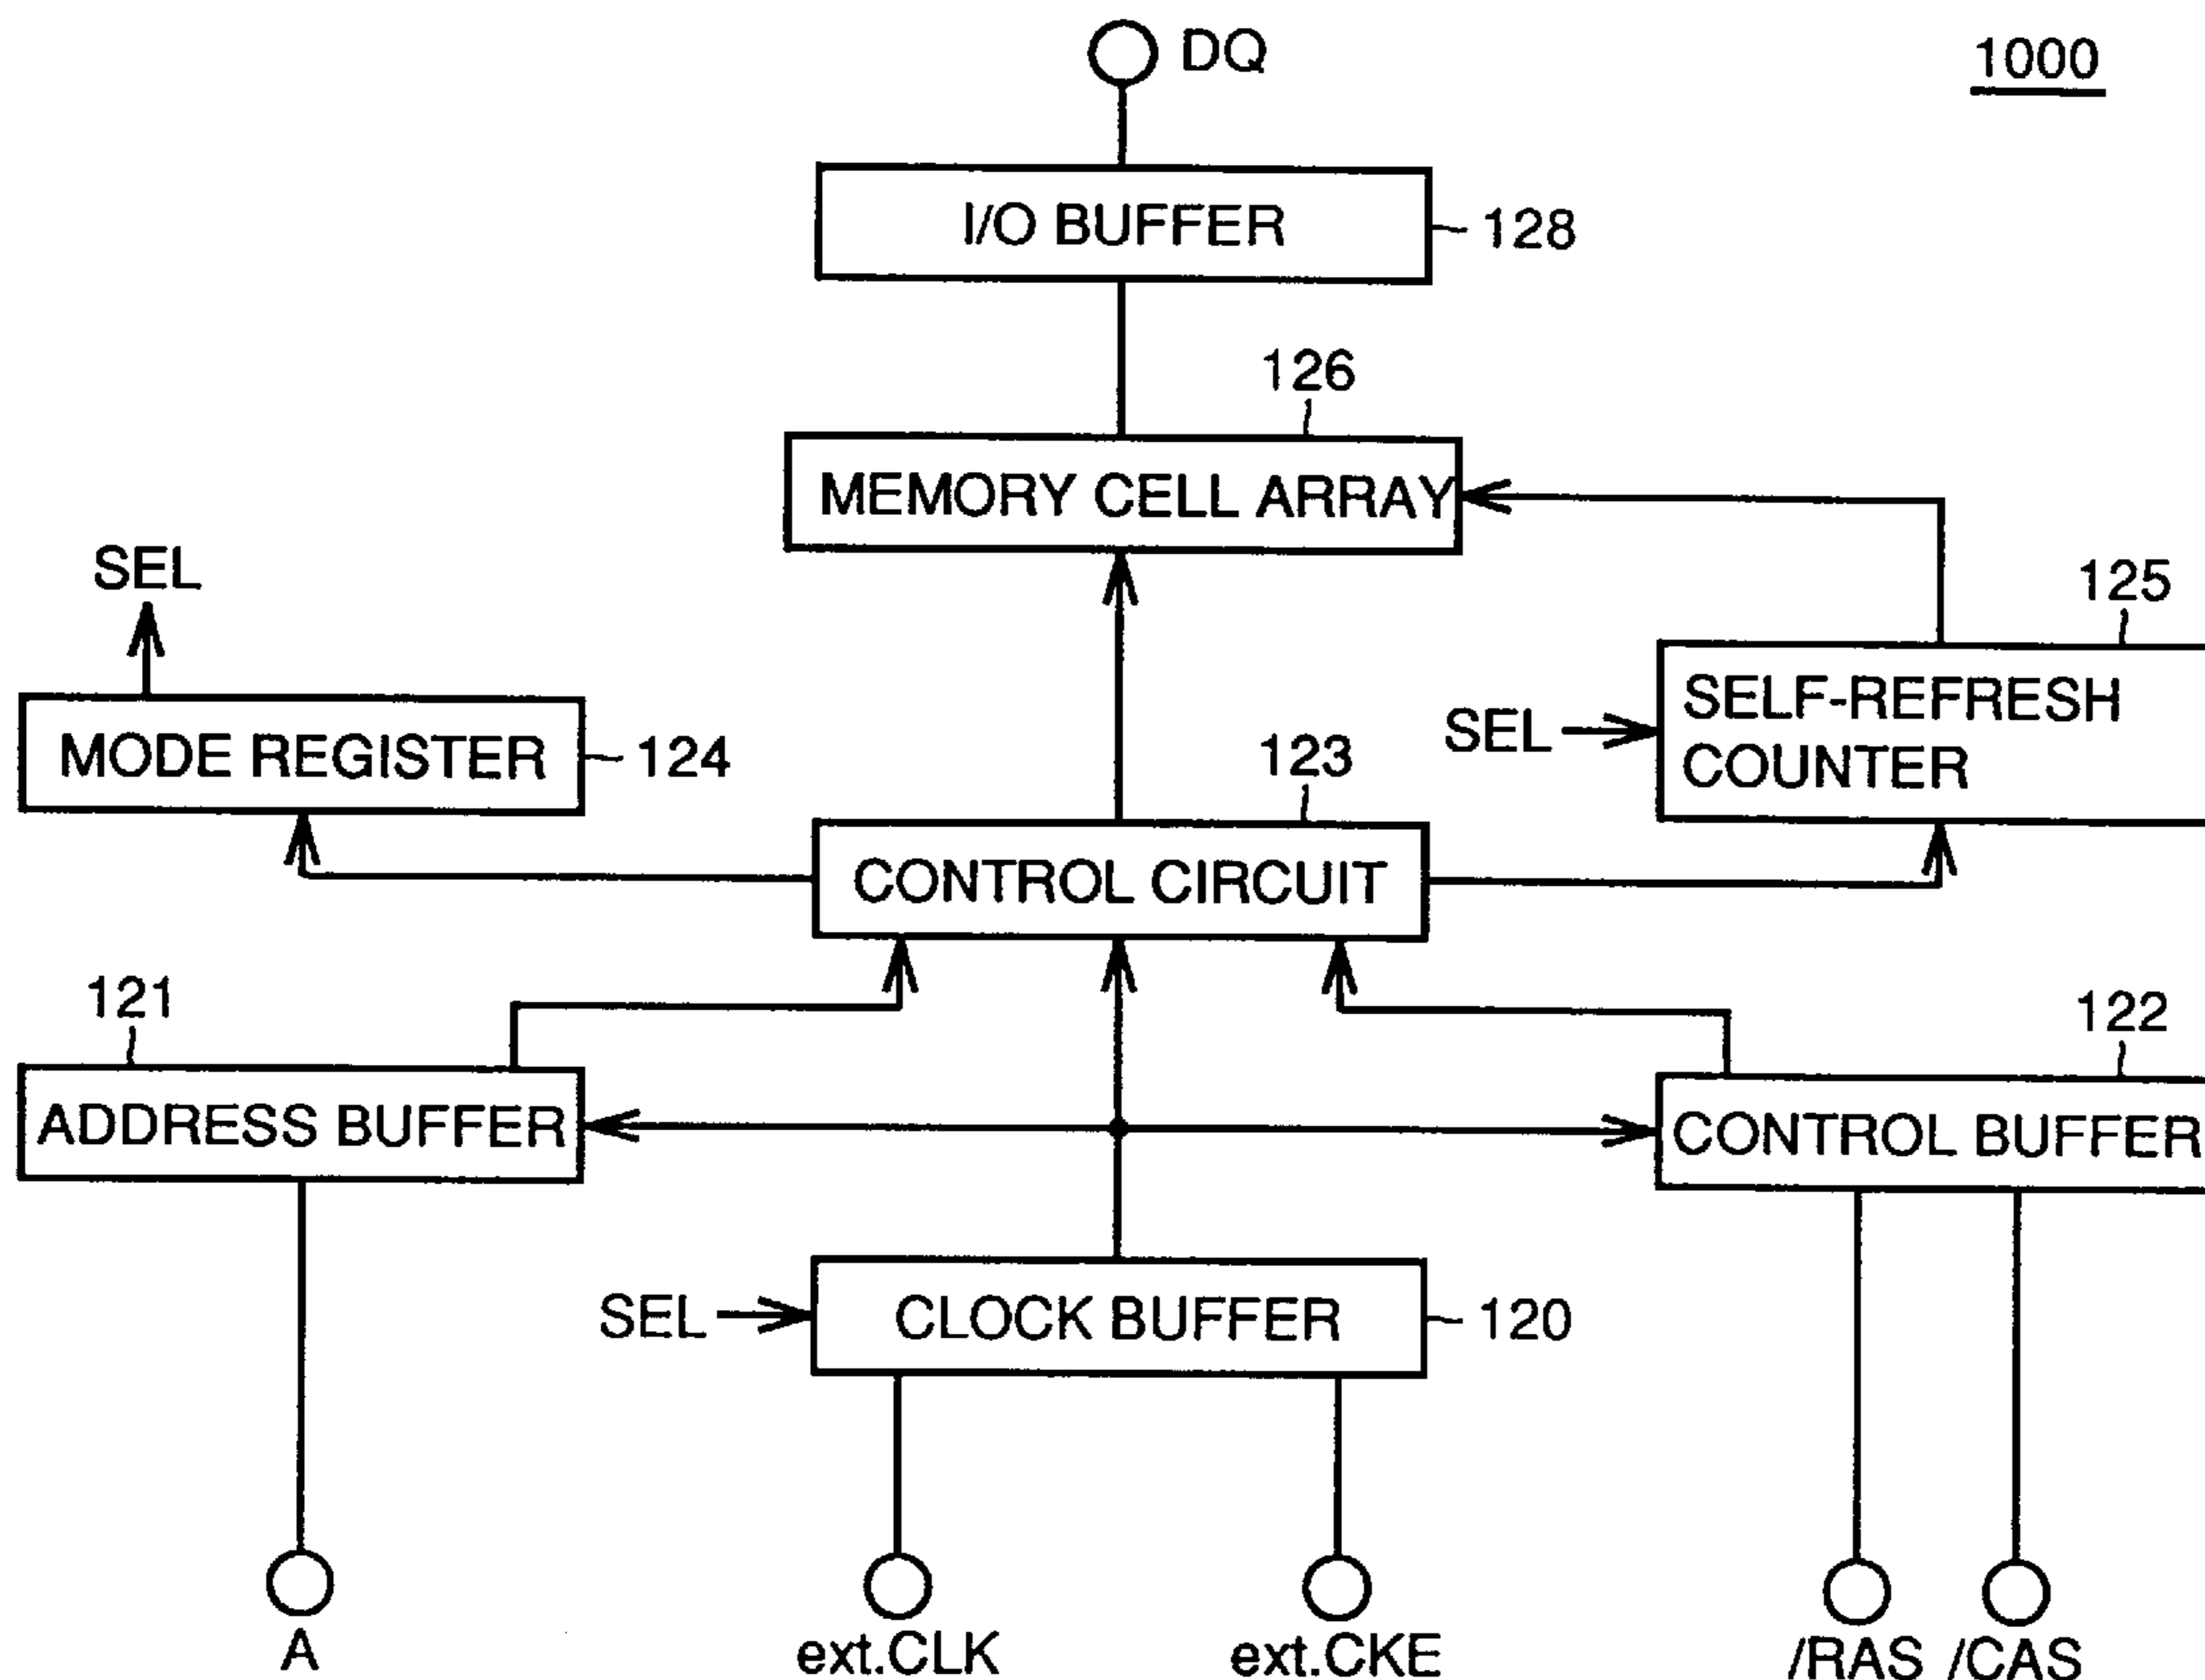 DQ
1000
I/O BUFFER
128
126
MEMORY CELL ARRAY
SEL
125
SELF-REFRESH
COUNTER
SEL
MODE REGISTER
124
123
CONTROL CIRCUIT
121
122
ADDRESS BUFFER
CONTROL BUFFER
SEL
CLOCK BUFFER
120
A
ext.CLK
ext.CKE
/RAS
/CAS